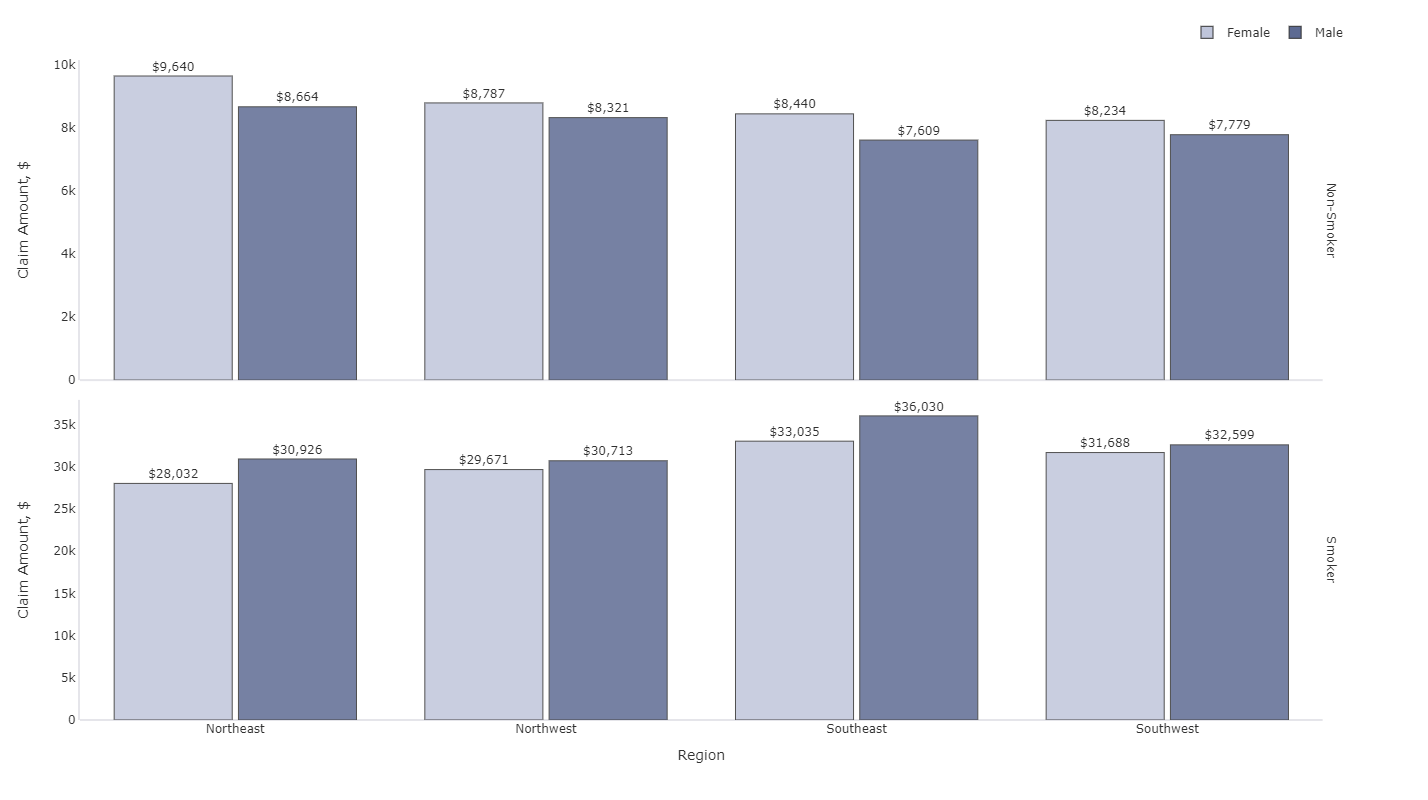 Female Male
10k
8k
6k
4k
2k
0
Claim Amount, $
$9,640
$8,664
$8,787
$8,321
$8,440
$7,609
$8,234
$7,779
Non-Smoker
35k
30k
25k
20k
15k
10k
5k
0
Claim Amount, $
$28,032
$30,926
$29,671
$30,713
$33,035
$36,030
$31,688
$32,599
Smoker
Northeast Northwest Southeast Southwest
Region